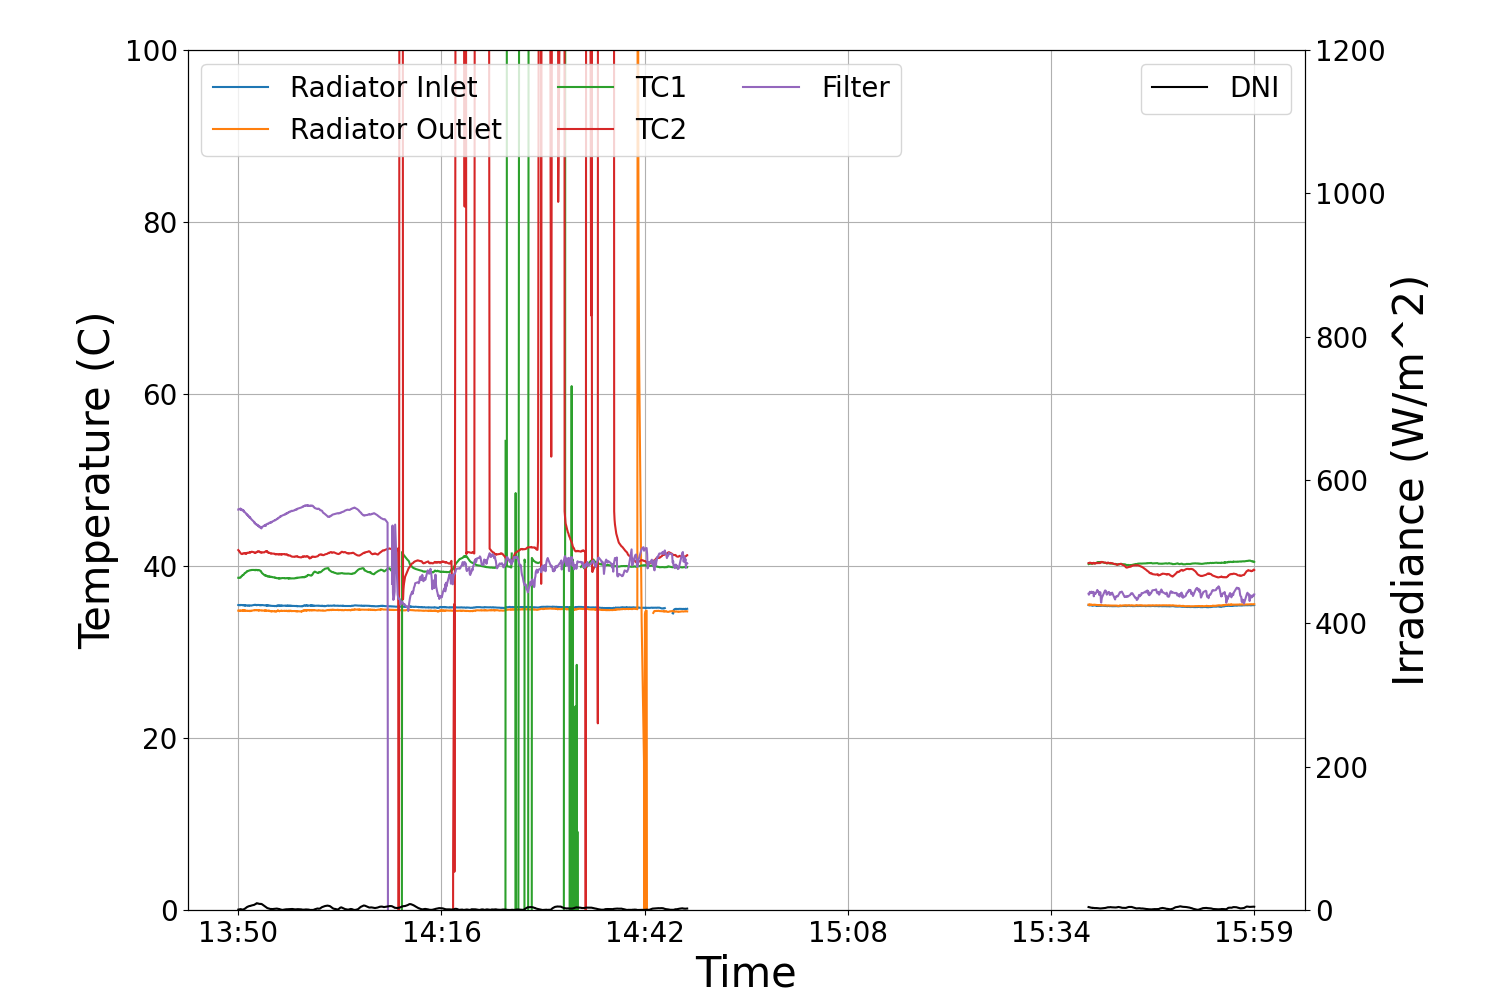 100
80
60
40
20
0
Temperature (C)
Radiator Inlet
Radiator Outlet
TC1
TC2
Filter
DNI
1200
1000
800
600
400
200
0
Irradiance (W/m^2)
13:50
14:16
14:42
15:08
15:34
15:59
Time